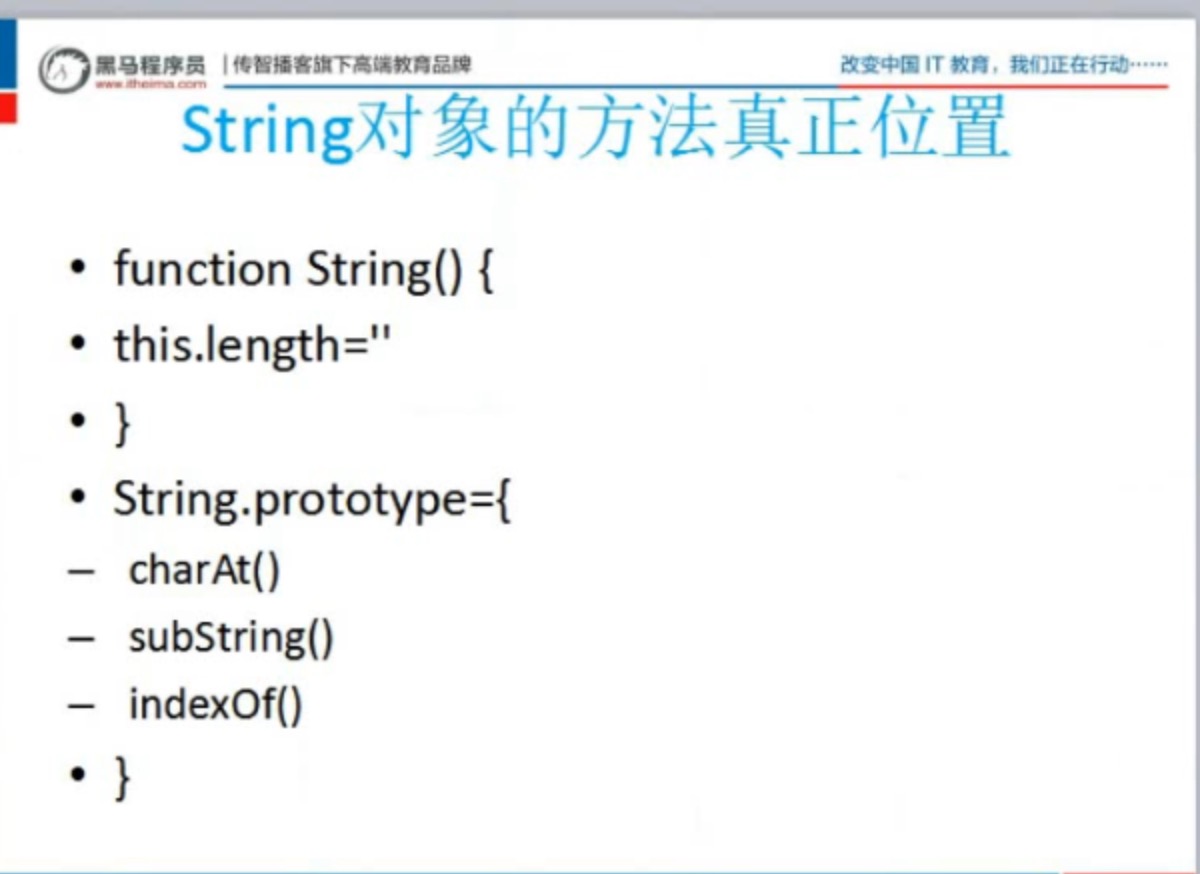 黑马程序员 | 传智播客旗下高端教育品牌 改变中国 IT 教育，我们正在行动······
www.itheima.com
String对象的方法真正位置
• function String() {
• this.length=''
• }
• String.prototype={
– charAt()
– subString()
– indexOf()
• }